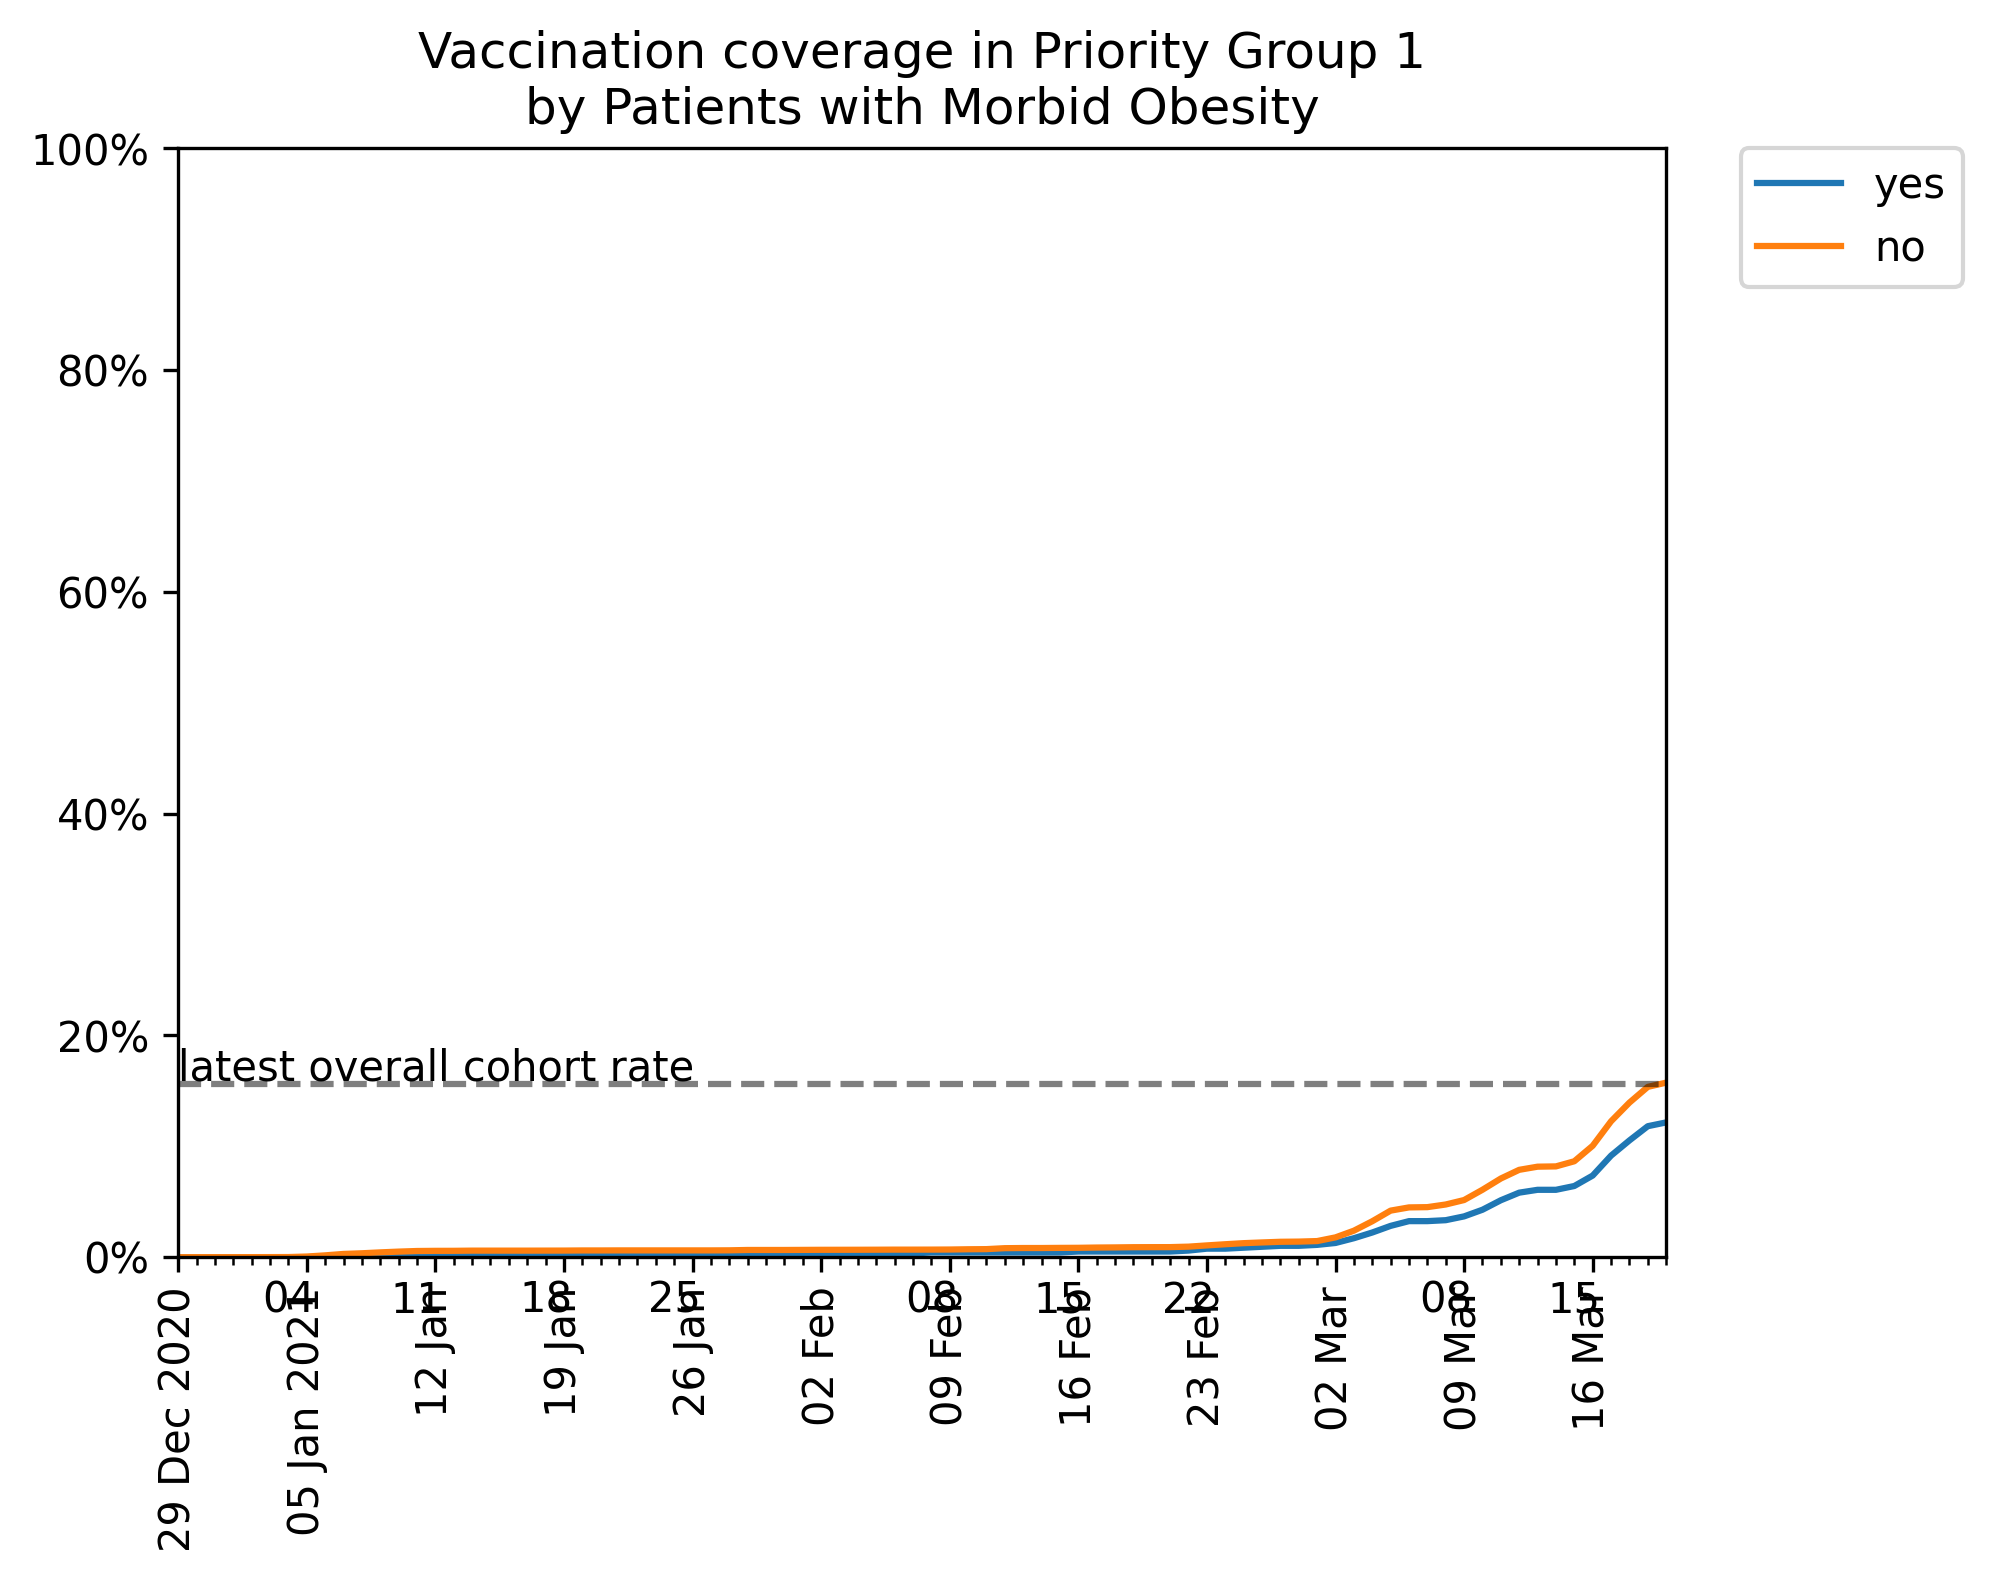 Vaccination coverage in Priority Group 1
by Patients with Morbid Obesity
100%
80%
60%
40%
20%
0%
yes
no
latest overall cohort rate
04
11
18
25
08
15
22
08
15
29 Dec 2020
05 Jan 2021
12 Jan
19 Jan
26 Jan
02 Feb
09 Feb
16 Feb
23 Feb
02 Mar
09 Mar
16 Mar